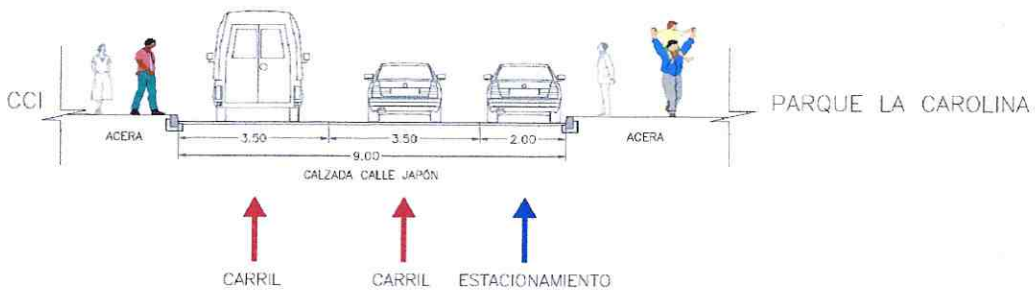 CCI
PARQUE LA CAROLINA
ACERA
ACERA
3.50
3.50
2.00
9.00
CALZADA CALLE JAPÓN
CARRIL
CARRIL
ESTACIONAMIENTO